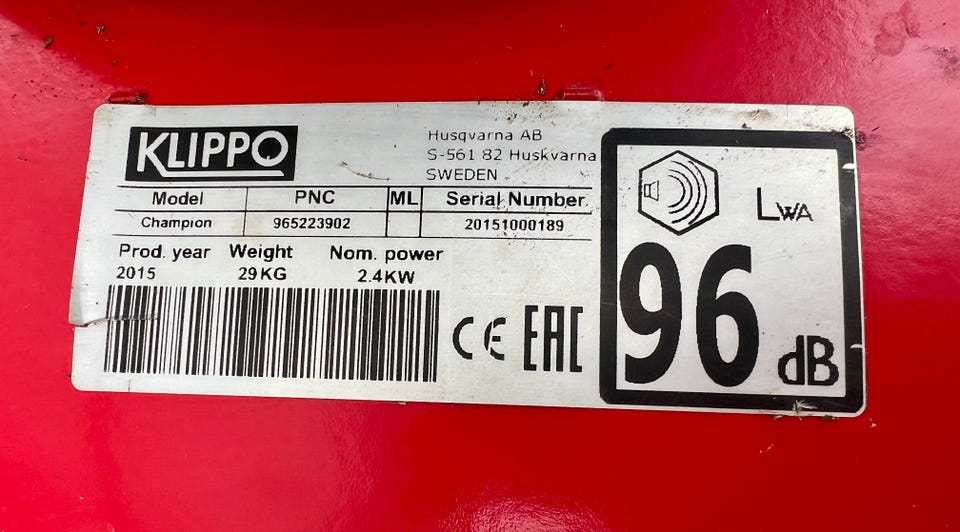 KLIPPO
Husqvarna AB
S-561 82 Huskvarna
SWEDEN
Model PNC ML Serial Number
Champion 965223902 20151000189
Prod. year Weight Nom. power
2015 29KG 2.4KW
CE EAC
LWA
96
dB